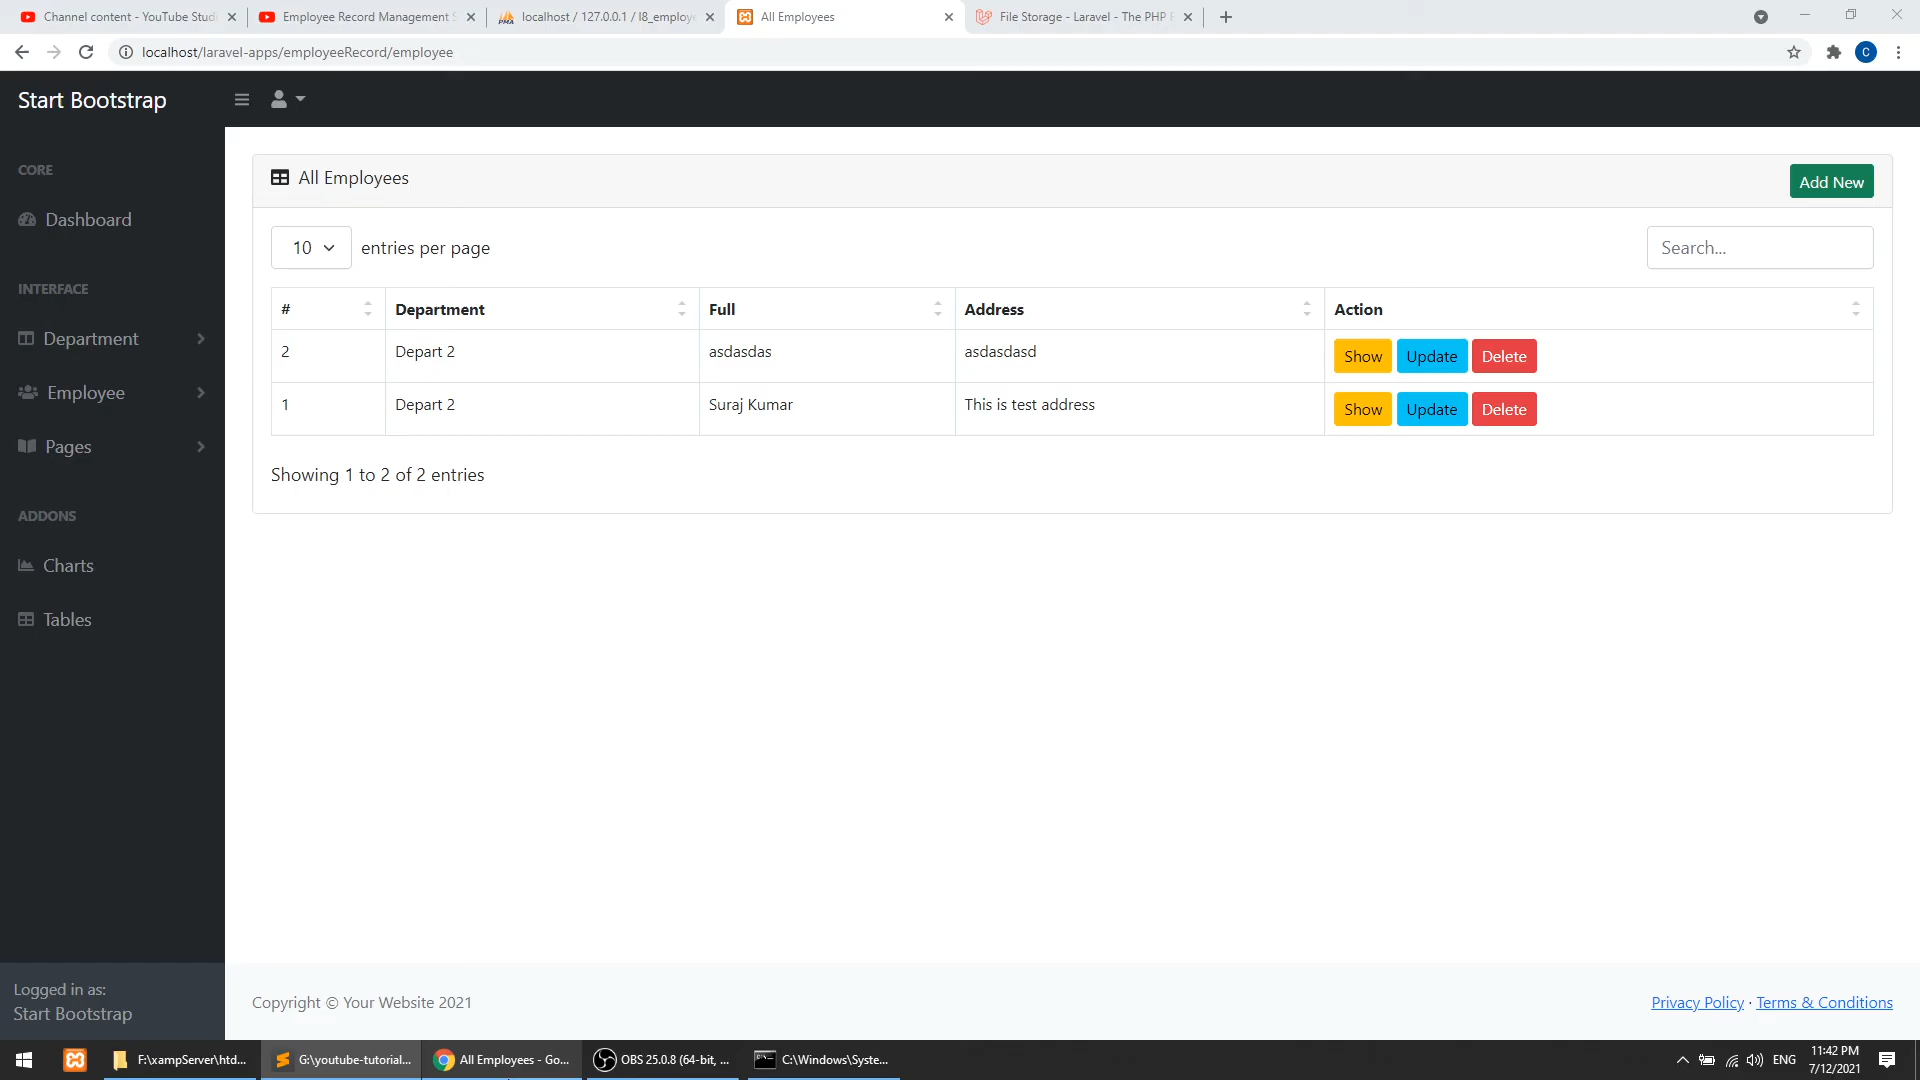 Channel content - YouTube Studi
Employee Record Management S
localhost / 127.0.0.1 / l8_employe
All Employees
File Storage - Laravel - The PHP F
localhost/laravel-apps/employeeRecord/employee
C
Start Bootstrap
CORE
Dashboard
INTERFACE
Department
Employee
Pages
ADDONS
Charts
Tables
Logged in as:
Start Bootstrap
All Employees
Add New
10 entries per page
Search...
# Department Full Address Action
2 Depart 2 asdasdas asdasdasd Show Update Delete
1 Depart 2 Suraj Kumar This is test address Show Update Delete
Showing 1 to 2 of 2 entries
Copyright © Your Website 2021
Privacy Policy · Terms & Conditions
F:\xampServer\htd...
G:\youtube-tutorial...
All Employees - Go...
OBS 25.0.8 (64-bit, ...
C:\Windows\Syste...
ENG
11:42 PM
7/12/2021